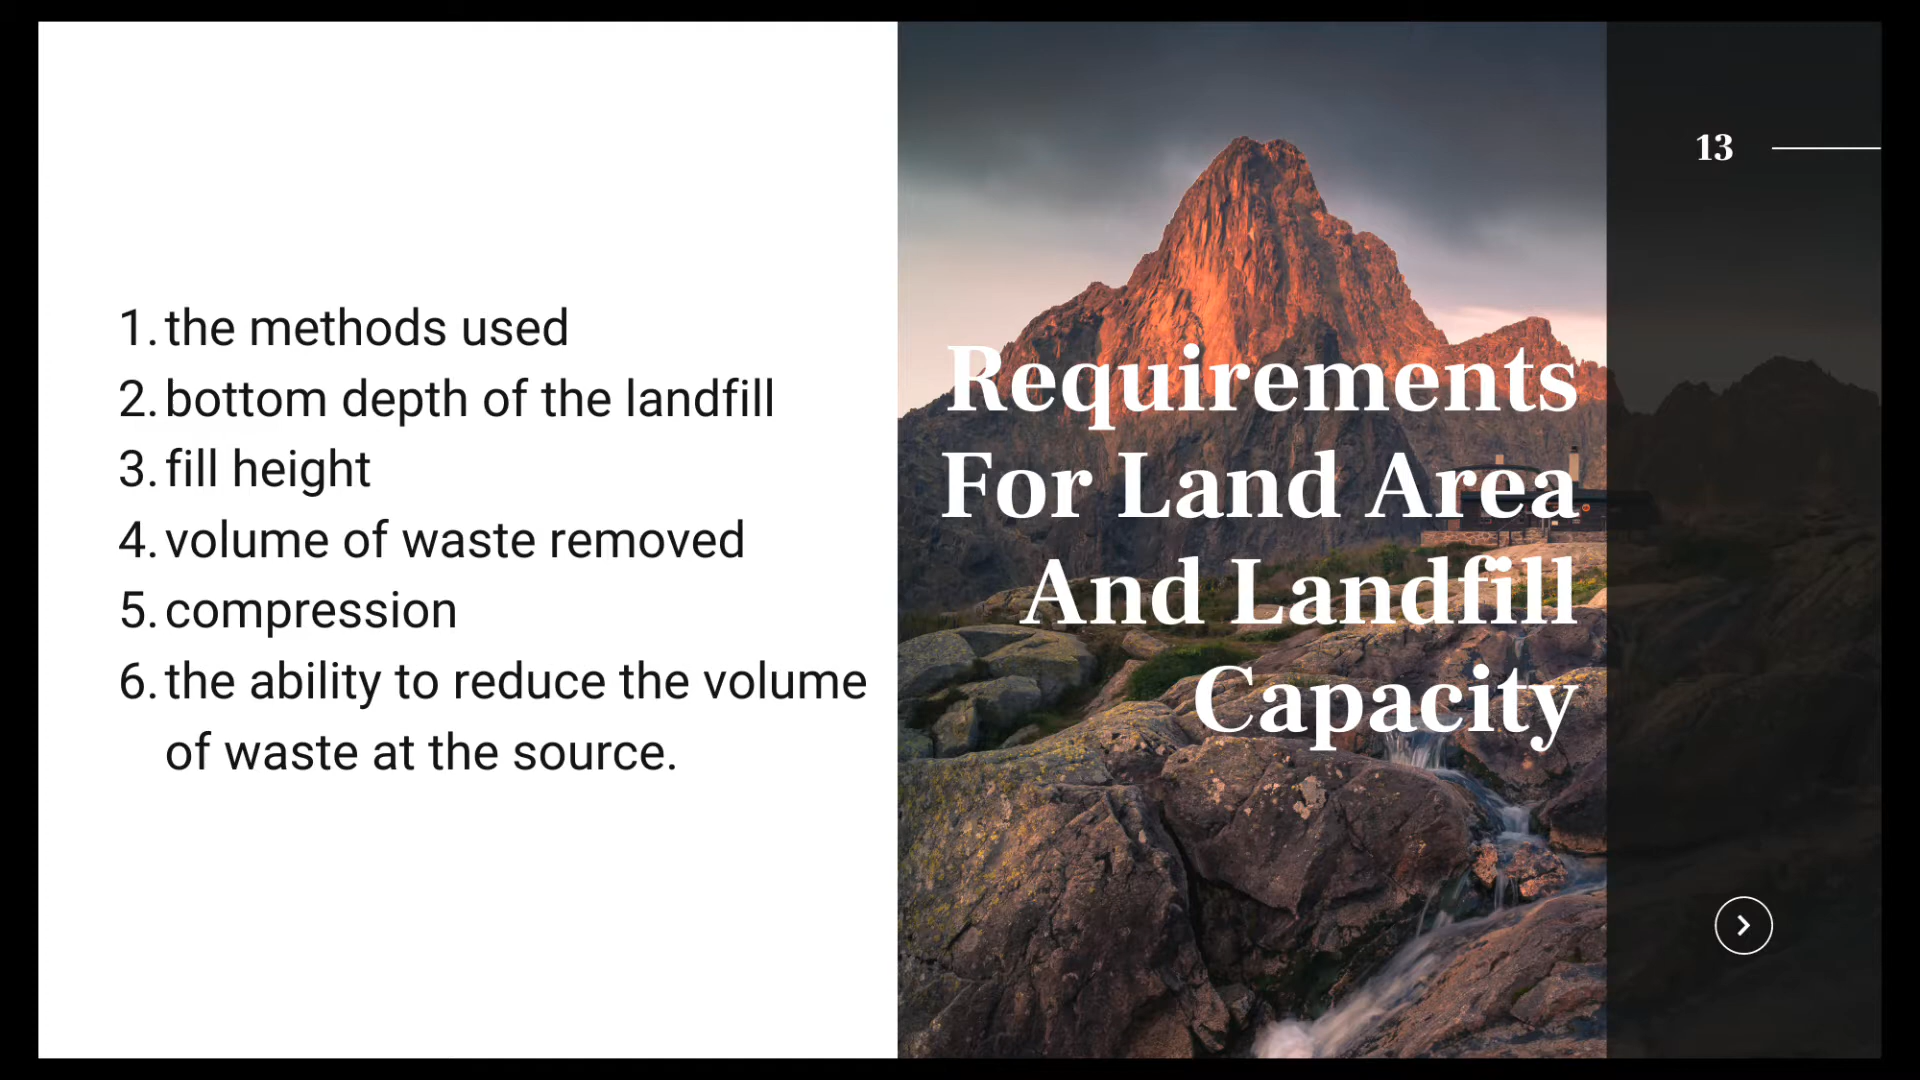 1. the methods used
2. bottom depth of the landfill
3. fill height
4. volume of waste removed
5. compression
6. the ability to reduce the volume
of waste at the source.
Requirements
For Land Area
And Landfill
Capacity
13